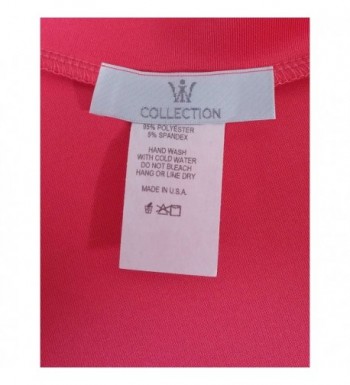 COLLECTION
95% POLYESTER
5% SPANDEX
HAND WASH
WITH COLD WATER
DO NOT BLEACH
HANG OR LINE DRY
MADE IN U.S.A.